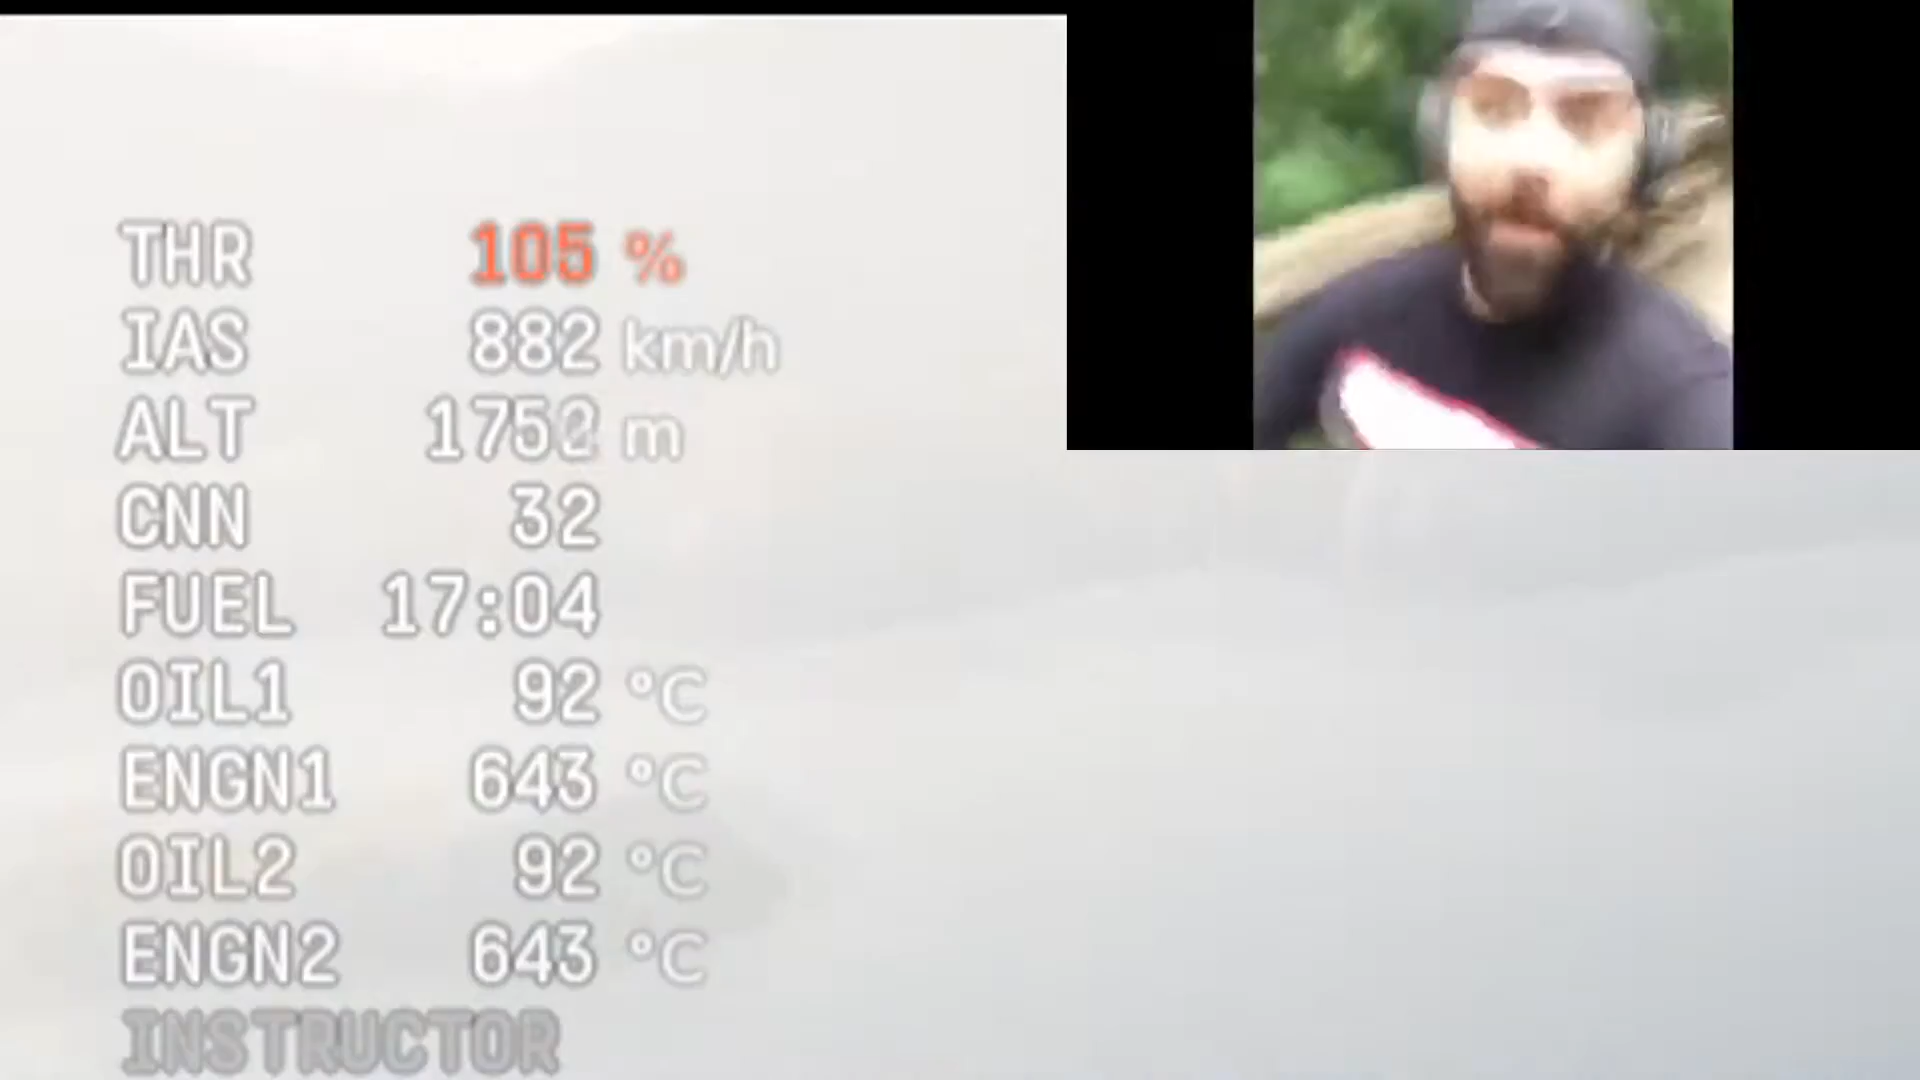 THR 105 %
IAS 882 km/h
ALT 1752 m
CNN 32
FUEL 17:04
OIL1 92 °C
ENGN1 643 °C
OIL2 92 °C
ENGN2 643 °C
INSTRUCTOR